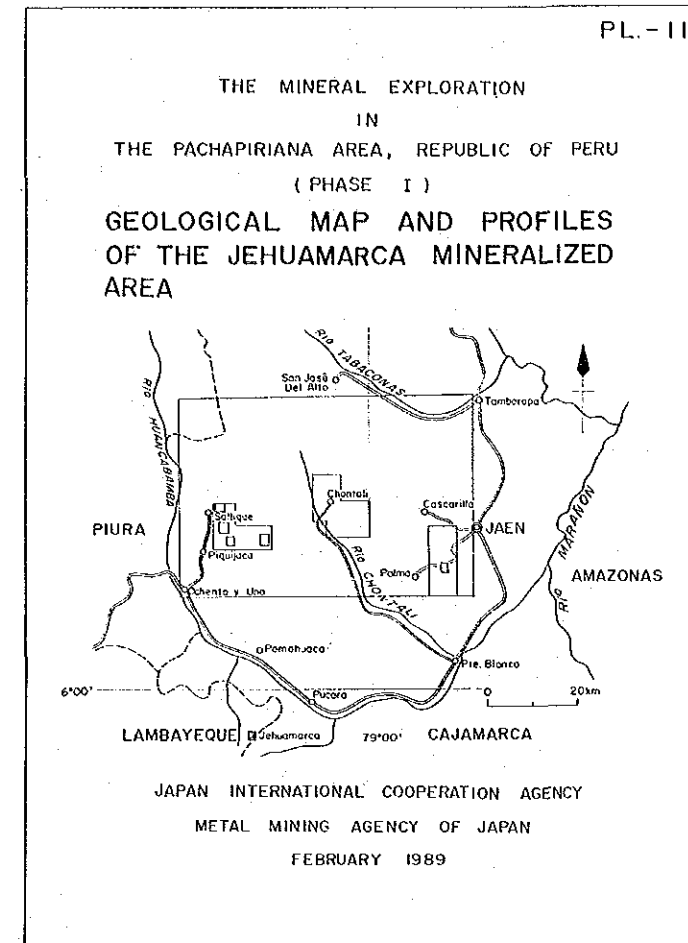 PL.-11
THE MINERAL EXPLORATION
IN
THE PACHAPIRIANA AREA, REPUBLIC OF PERU
( PHASE I )
GEOLOGICAL MAP AND PROFILES
OF THE JEHUAMARCA MINERALIZED
AREA
RIO HUANCABAMBA
San José
Del Alto
Rio TABACONAS
Tamborapa
Sallique
Chontali
Cascarilla
PIURA
JAEN
Piquijaca
Palma
RIO MARAÑON
AMAZONAS
Ochenta y Uno
Rio CHONTALI
Pomahuaca
Pte. Blanco
6°00'
Pucara
0 20km
LAMBAYEQUE
Jehuamarca
79°00'
CAJAMARCA
JAPAN INTERNATIONAL COOPERATION AGENCY
METAL MINING AGENCY OF JAPAN
FEBRUARY 1989